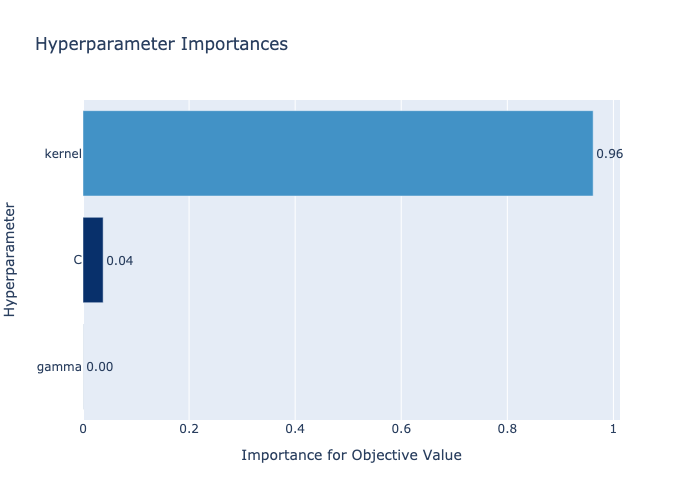 Hyperparameter Importances
Hyperparameter
kernel 0.96
C 0.04
gamma 0.00
0 0.2 0.4 0.6 0.8 1
Importance for Objective Value